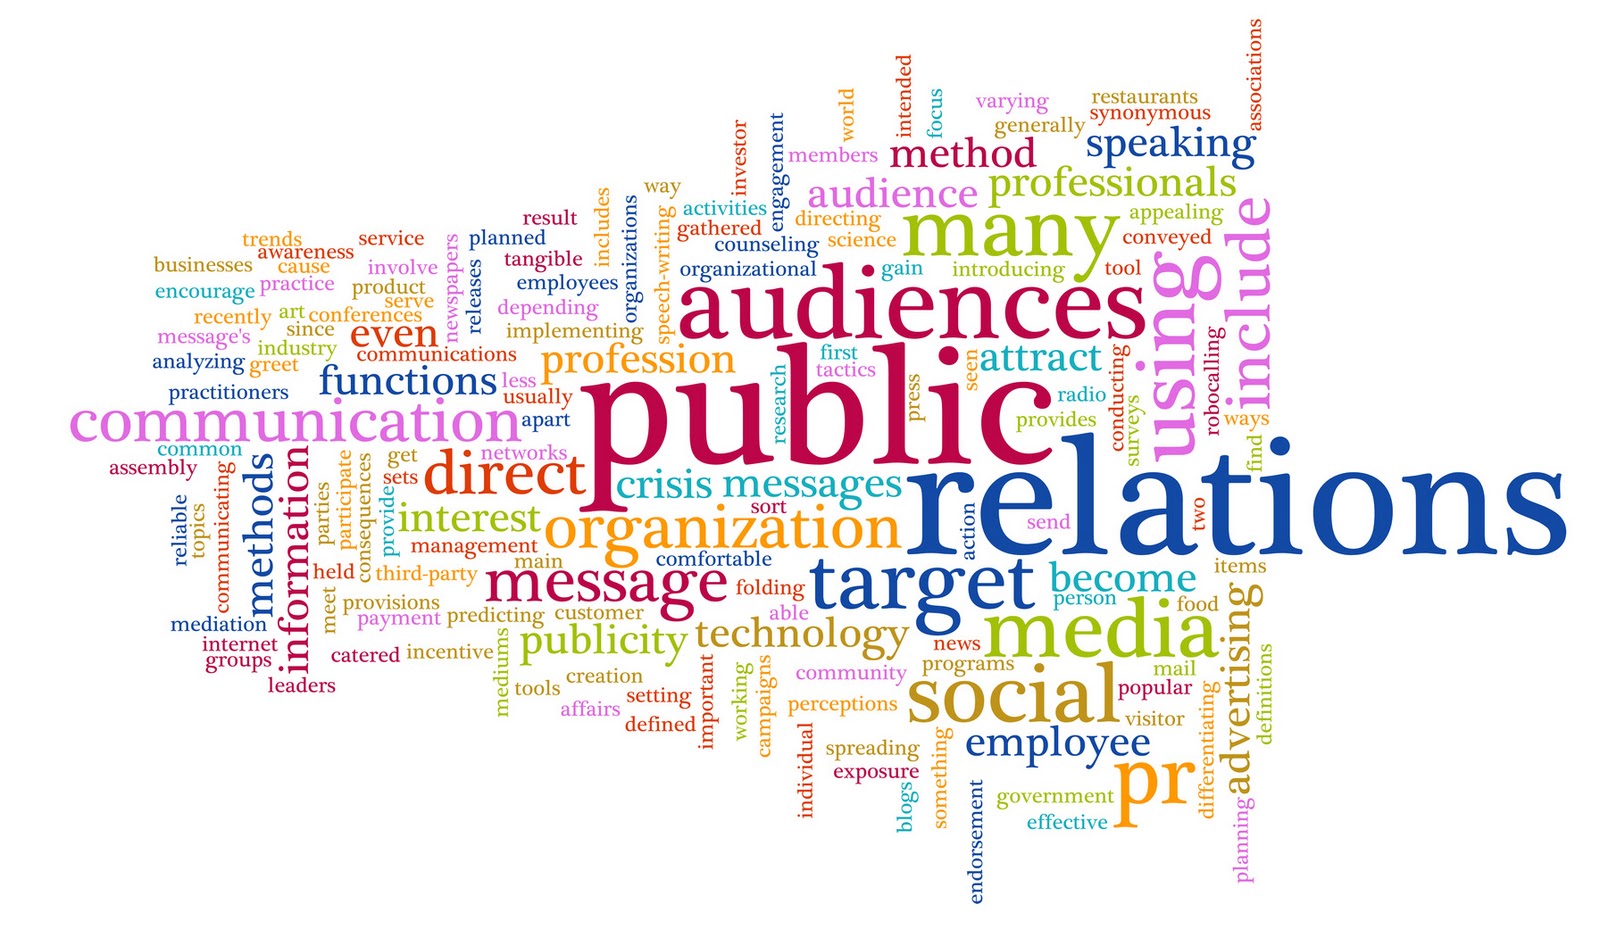 associations
intended
world
focus
varying
restaurants
synonymous
generally
investor
engagement
members
method
speaking
way
audience
professionals
includes
organizations
speech-writing
activities
directing
many
appealing
include
result
gathered
conveyed
trends
service
newspapers
planned
counseling
science
awareness
tangible
businesses
cause
involve
releases
organizational
gain
introducing
tool
using
encourage
practice
product
employees
audiences
serve
depending
recently
art
conferences
message's
since
even
implementing
industry
communications
profession
first
seen
attract
conducting
robocalling
analyzing
greet
tactics
functions
less
public
research
press
radio
surveys
practitioners
usually
provides
ways
communication
apart
find
common
networks
assembly
communicating
methods
information
participate
consequences
get
sets
direct
crisis
messages
relations
reliable
topics
parties
provide
interest
organization
sort
action
send
two
management
main
comfortable
held
third-party
message
folding
target
become
items
meet
provisions
predicting
customer
able
person
food
mediation
payment
publicity
technology
media
advertising
internet
groups
catered
incentive
mediums
news
leaders
tools
creation
important
working
campaigns
community
programs
mail
definitions
affairs
setting
perceptions
social
popular
differentiating
defined
visitor
individual
spreading
something
employee
exposure
pr
blogs
endorsement
government
effective
planning